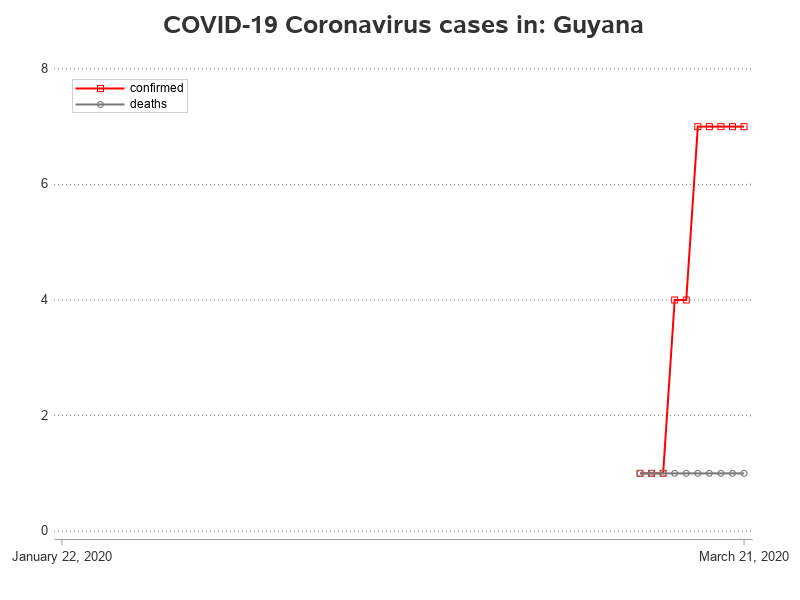 COVID-19 Coronavirus cases in: Guyana
8
confirmed
deaths
6
4
2
0
January 22, 2020
March 21, 2020